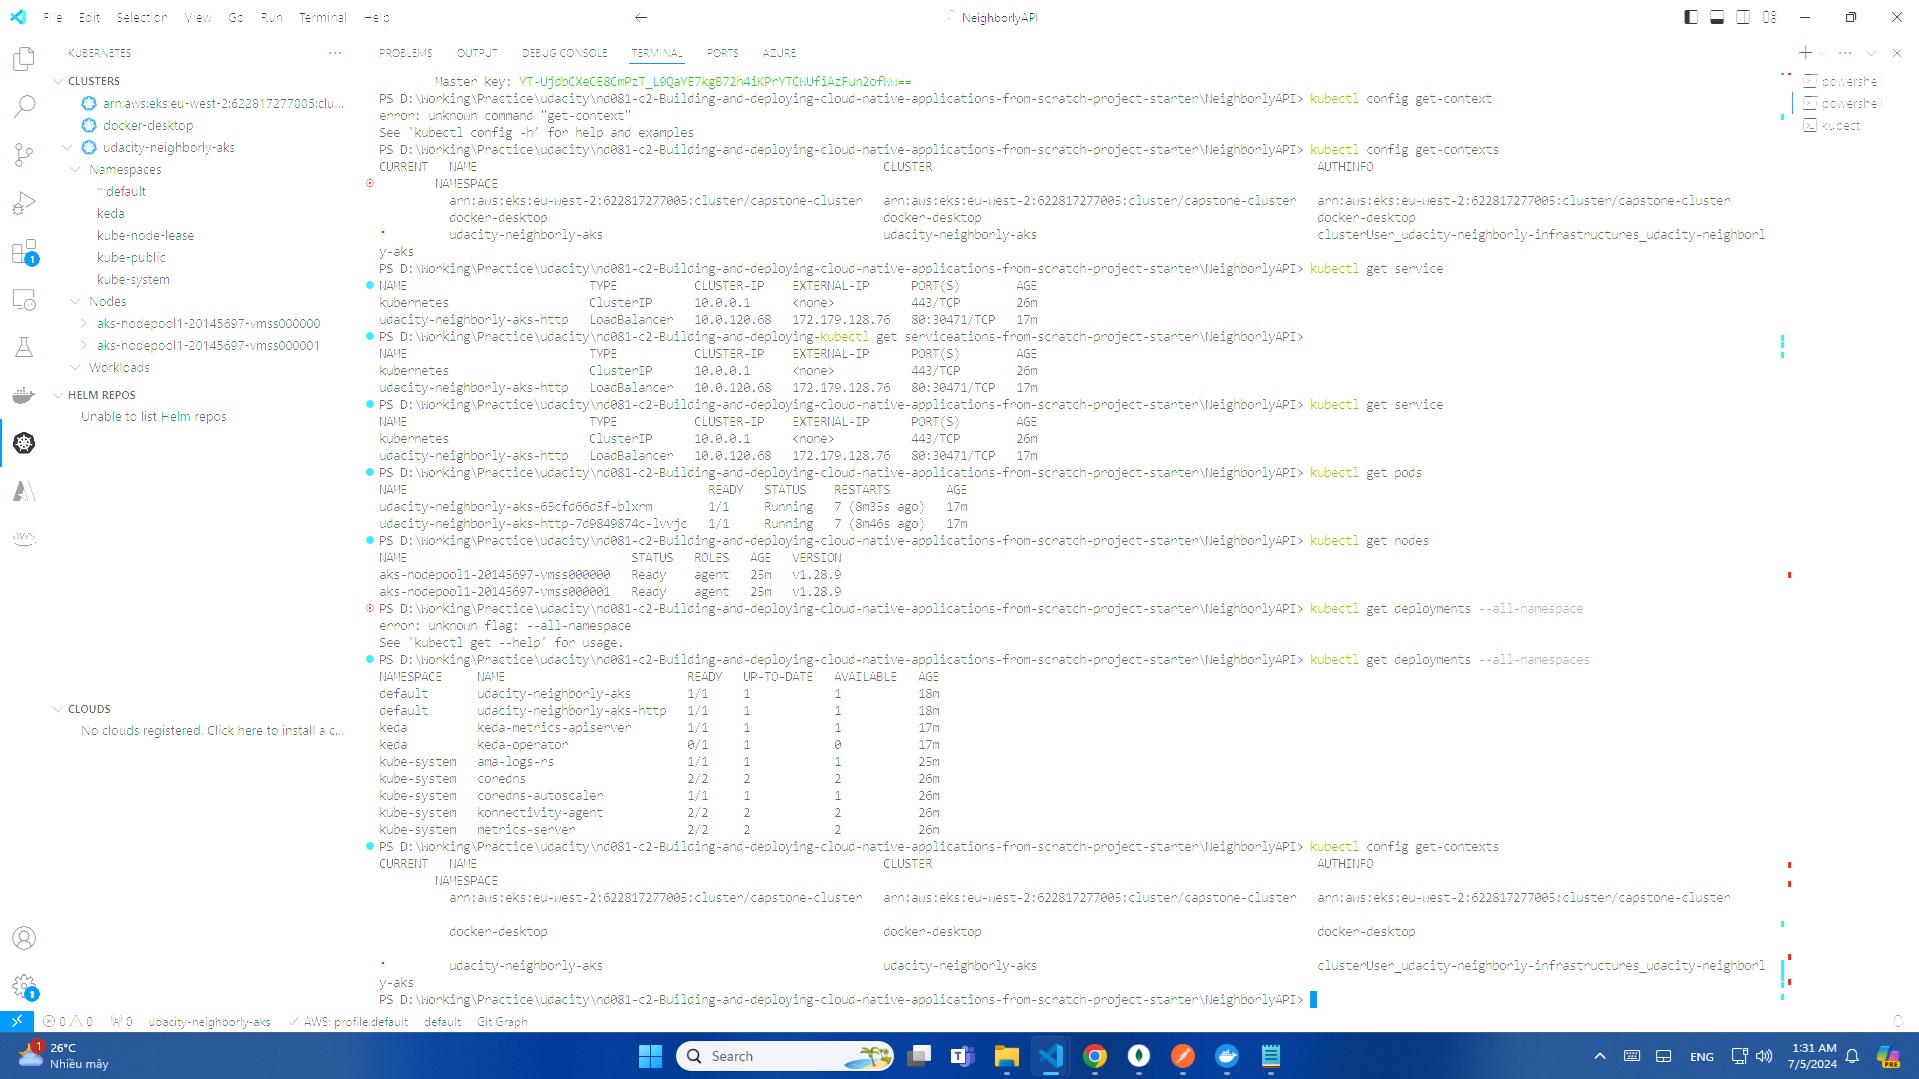 File Edit Selection View Go Run Terminal Help
NeighborlyAPI
KUBERNETES
CLUSTERS
arn:aws:eks:eu-west-2:622817277005:clu...
docker-desktop
udacity-neighborly-aks
Namespaces
* default
keda
kube-node-lease
kube-public
kube-system
Nodes
aks-nodepool1-20145697-vmss000000
aks-nodepool1-20145697-vmss000001
Workloads
HELM REPOS
Unable to list Helm repos
CLOUDS
No clouds registered. Click here to install a c...
aws
PROBLEMS OUTPUT DEBUG CONSOLE TERMINAL PORTS AZURE
Master key: YT-UjdbCXeCE8CmPzT_L9QaYE7kgB72h4iKPrYTCWUfiAzFun2ofWw==
PS D:\Working\Practice\udacity\nd081-c2-Building-and-deploying-cloud-native-applications-from-scratch-project-starter\NeighborlyAPI> kubectl config get-context
error: unknown command "get-context"
See 'kubectl config -h' for help and examples
PS D:\Working\Practice\udacity\nd081-c2-Building-and-deploying-cloud-native-applications-from-scratch-project-starter\NeighborlyAPI> kubectl config get-contexts
CURRENT NAME CLUSTER AUTHINFO
NAMESPACE
arn:aws:eks:eu-west-2:622817277005:cluster/capstone-cluster arn:aws:eks:eu-west-2:622817277005:cluster/capstone-cluster arn:aws:eks:eu-west-2:622817277005:cluster/capstone-cluster
docker-desktop docker-desktop docker-desktop
* udacity-neighborly-aks udacity-neighborly-aks clusterUser_udacity-neighborly-infrastructures_udacity-neighborl
y-aks
PS D:\Working\Practice\udacity\nd081-c2-Building-and-deploying-cloud-native-applications-from-scratch-project-starter\NeighborlyAPI> kubectl get service
NAME TYPE CLUSTER-IP EXTERNAL-IP PORT(S) AGE
kubernetes ClusterIP 10.0.0.1 <none> 443/TCP 26m
udacity-neighborly-aks-http LoadBalancer 10.0.120.68 172.179.128.76 80:30471/TCP 17m
PS D:\Working\Practice\udacity\nd081-c2-Building-and-deploying-kubectl get serviceations-from-scratch-project-starter\NeighborlyAPI>
NAME TYPE CLUSTER-IP EXTERNAL-IP PORT(S) AGE
kubernetes ClusterIP 10.0.0.1 <none> 443/TCP 26m
udacity-neighborly-aks-http LoadBalancer 10.0.120.68 172.179.128.76 80:30471/TCP 17m
PS D:\Working\Practice\udacity\nd081-c2-Building-and-deploying-cloud-native-applications-from-scratch-project-starter\NeighborlyAPI> kubectl get service
NAME TYPE CLUSTER-IP EXTERNAL-IP PORT(S) AGE
kubernetes ClusterIP 10.0.0.1 <none> 443/TCP 26m
udacity-neighborly-aks-http LoadBalancer 10.0.120.68 172.179.128.76 80:30471/TCP 17m
PS D:\Working\Practice\udacity\nd081-c2-Building-and-deploying-cloud-native-applications-from-scratch-project-starter\NeighborlyAPI> kubectl get pods
NAME READY STATUS RESTARTS AGE
udacity-neighborly-aks-65cfd66d5f-blxrm 1/1 Running 7 (8m35s ago) 17m
udacity-neighborly-aks-http-7d9849874c-lvvjc 1/1 Running 7 (8m46s ago) 17m
PS D:\Working\Practice\udacity\nd081-c2-Building-and-deploying-cloud-native-applications-from-scratch-project-starter\NeighborlyAPI> kubectl get nodes
NAME STATUS ROLES AGE VERSION
aks-nodepool1-20145697-vmss000000 Ready agent 25m v1.28.9
aks-nodepool1-20145697-vmss000001 Ready agent 25m v1.28.9
PS D:\Working\Practice\udacity\nd081-c2-Building-and-deploying-cloud-native-applications-from-scratch-project-starter\NeighborlyAPI> kubectl get deployments --all-namespace
error: unknown flag: --all-namespace
See 'kubectl get --help' for usage.
PS D:\Working\Practice\udacity\nd081-c2-Building-and-deploying-cloud-native-applications-from-scratch-project-starter\NeighborlyAPI> kubectl get deployments --all-namespaces
NAMESPACE NAME READY UP-TO-DATE AVAILABLE AGE
default udacity-neighborly-aks 1/1 1 1 18m
default udacity-neighborly-aks-http 1/1 1 1 18m
keda keda-metrics-apiserver 1/1 1 1 17m
keda keda-operator 0/1 1 0 17m
kube-system ama-logs-rs 1/1 1 1 25m
kube-system coredns 2/2 2 2 26m
kube-system coredns-autoscaler 1/1 1 1 26m
kube-system konnectivity-agent 2/2 2 2 26m
kube-system metrics-server 2/2 2 2 26m
PS D:\Working\Practice\udacity\nd081-c2-Building-and-deploying-cloud-native-applications-from-scratch-project-starter\NeighborlyAPI> kubectl config get-contexts
CURRENT NAME CLUSTER AUTHINFO
NAMESPACE
arn:aws:eks:eu-west-2:622817277005:cluster/capstone-cluster arn:aws:eks:eu-west-2:622817277005:cluster/capstone-cluster arn:aws:eks:eu-west-2:622817277005:cluster/capstone-cluster
docker-desktop docker-desktop docker-desktop
* udacity-neighborly-aks udacity-neighborly-aks clusterUser_udacity-neighborly-infrastructures_udacity-neighborl
y-aks
PS D:\Working\Practice\udacity\nd081-c2-Building-and-deploying-cloud-native-applications-from-scratch-project-starter\NeighborlyAPI>
powershell
powershell
kubectl
0 0 0 udacity-neighborly-aks AWS: profile:default default Git Graph
1
26°C
Nhiều mây
Search
ENG
1:31 AM
7/5/2024
PRE